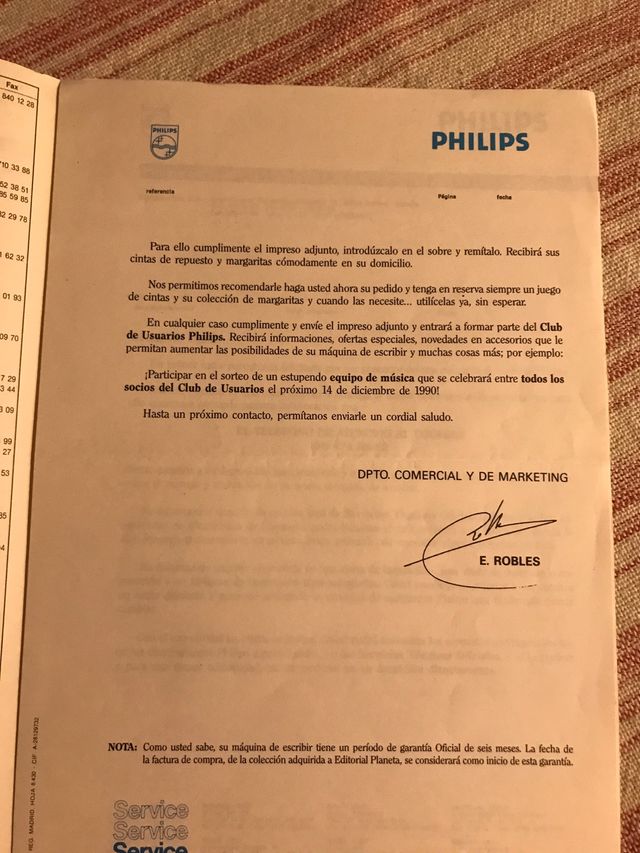 Fax
840 12 28
710 33 88
52 38 51
85 59 85
32 29 78
1 62 32
01 93
09 70
7 29
3 44
3 09
99
27
53
35
4
REG. MADRID. HOJA 8430 - CIF A-28129732
PHILIPS
PHILIPS
referencia Página fecha
Para ello cumplimente el impreso adjunto, introdúzcalo en el sobre y remítalo. Recibirá sus
cintas de repuesto y margaritas cómodamente en su domicilio.
Nos permitimos recomendarle haga usted ahora su pedido y tenga en reserva siempre un juego
de cintas y su colección de margaritas y cuando las necesite... utilícelas ya, sin esperar.
En cualquier caso cumplimente y envíe el impreso adjunto y entrará a formar parte del Club
de Usuarios Philips. Recibirá informaciones, ofertas especiales, novedades en accesorios que le
permitan aumentar las posibilidades de su máquina de escribir y muchas cosas más; por ejemplo:
¡Participar en el sorteo de un estupendo equipo de música que se celebrará entre todos los
socios del Club de Usuarios el próximo 14 de diciembre de 1990!
Hasta un próximo contacto, permítanos enviarle un cordial saludo.
DPTO. COMERCIAL Y DE MARKETING
E. ROBLES
NOTA: Como usted sabe, su máquina de escribir tiene un período de garantía Oficial de seis meses. La fecha de
la factura de compra, de la colección adquirida a Editorial Planeta, se considerará como inicio de esta garantía.
Service
Service
Service